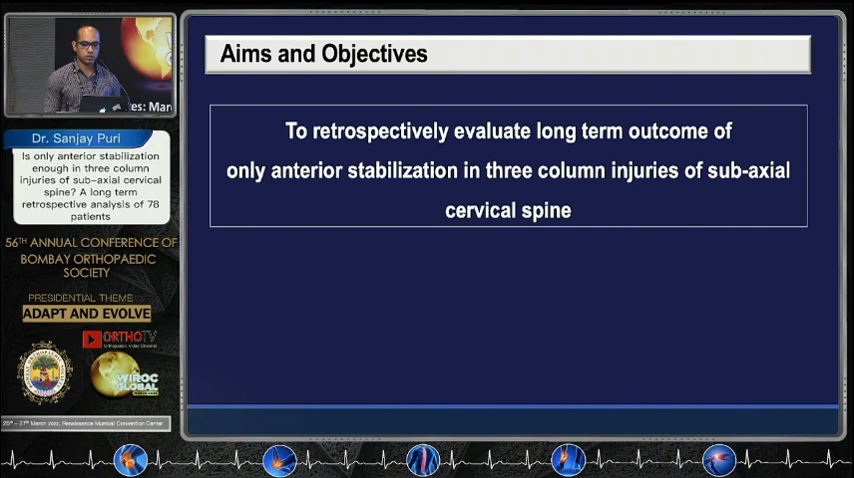 Aims and Objectives
To retrospectively evaluate long term outcome of
only anterior stabilization in three column injuries of sub-axial
cervical spine
Dr. Sanjay Puri
Is only anterior stabilization
enough in three column
injuries of sub-axial cervical
spine? A long term
retrospective analysis of 78
patients
56TH ANNUAL CONFERENCE OF
BOMBAY ORTHOPAEDIC
SOCIETY
PRESIDENTIAL THEME
ADAPT AND EVOLVE
ORTHOTV
WIROC
GLOBAL
25th – 27th March 2022, Renaissance Mumbai Convention Center